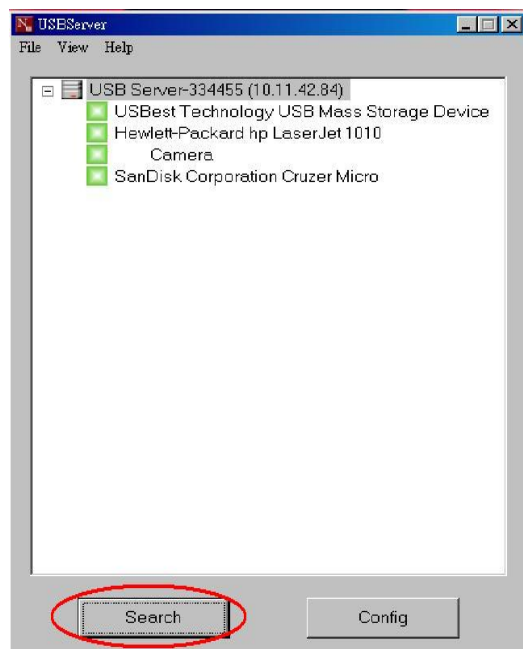 USBServer
File View Help
USB Server-334455 (10.11.42.84)
USBest Technology USB Mass Storage Device
Hewlett-Packard hp LaserJet 1010
Camera
SanDisk Corporation Cruzer Micro
Search Config